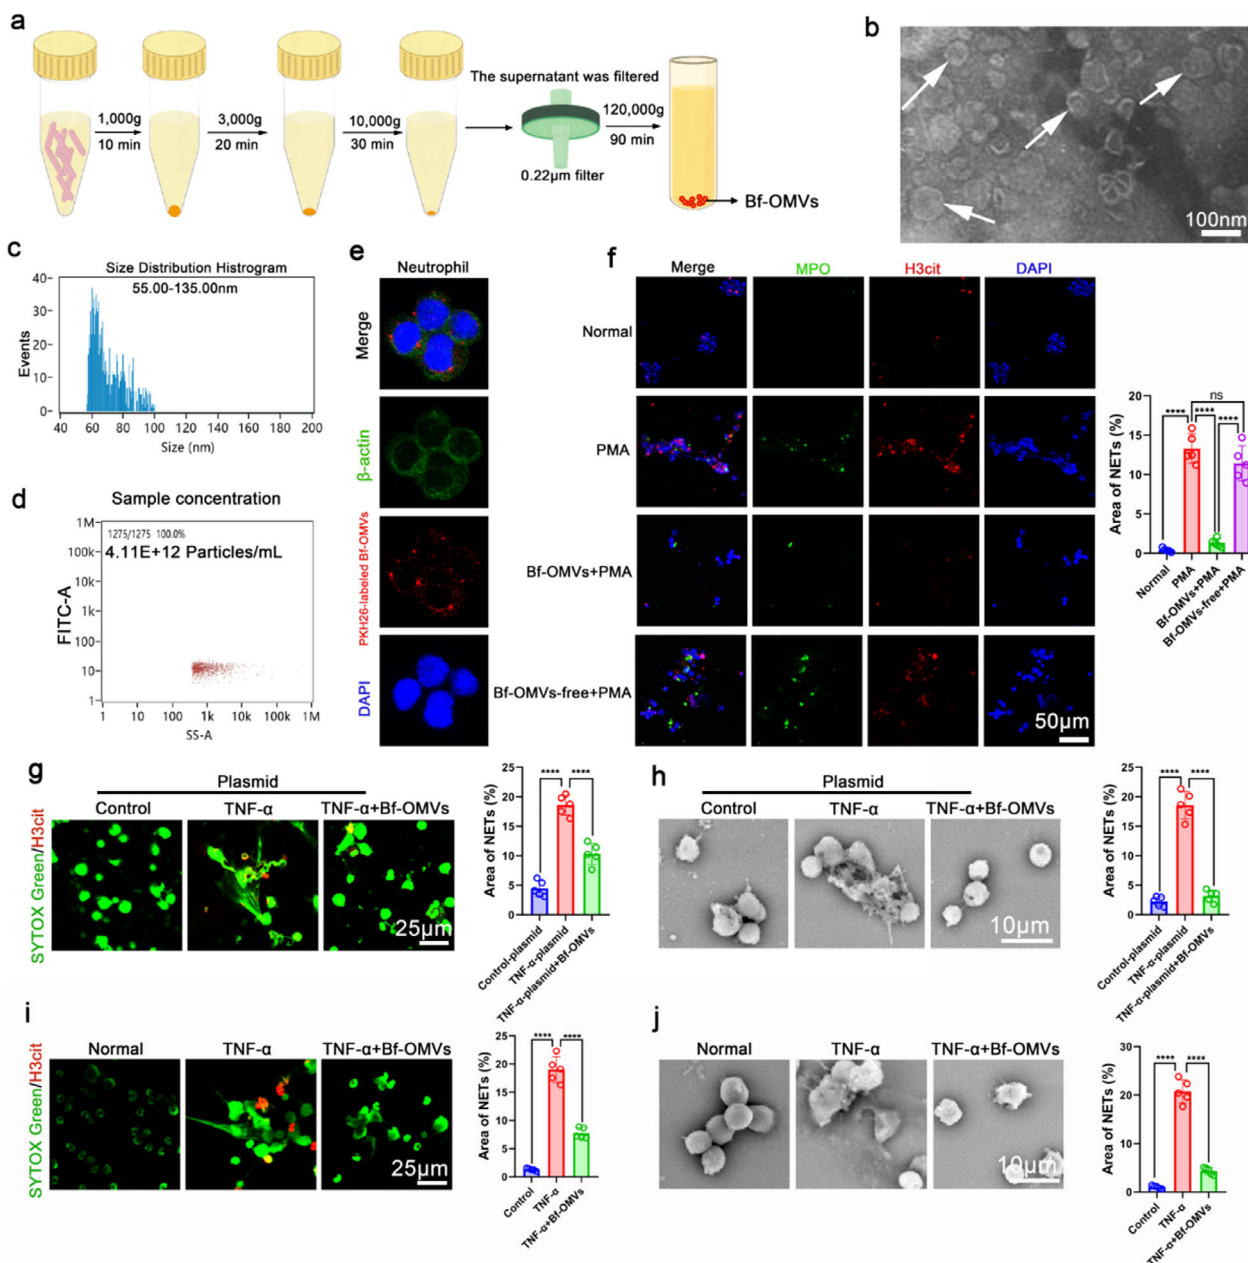 a
1,000g
10 min
3,000g
20 min
10,000g
30 min
The supernatant was filtered
0.22μm filter
120,000g
90 min
Bf-OMVs
b
100nm
c
Size Distribution Histrogram
55.00-135.00nm
Events
40
30
20
10
0
40 60 80 100 120 140 160 180 200
Size (nm)
d
Sample concentration
1275/1275 100.0%
4.11E+12 Particles/mL
FITC-A
1M
100k
10k
1k
100
10
1
1 10 100 1k 10k 100k 1M
SS-A
e
Neutrophil
Merge
β-actin
PKH26-labeled Bf-OMVs
DAPI
f
Merge MPO H3cit DAPI
Normal
PMA
Bf-OMVs+PMA
Bf-OMVs-free+PMA
50μm
Area of NETs (%)
20
15
10
5
0
ns
**** **** ****
Normal
PMA
Bf-OMVs+PMA
Bf-OMVs-free+PMA
g
Plasmid
Control TNF-α TNF-α+Bf-OMVs
SYTOX Green/H3cit
25μm
Area of NETs (%)
25
20
15
10
5
0
**** ****
Control-plasmid
TNF-α-plasmid
TNF-α-plasmid+Bf-OMVs
h
Plasmid
Control TNF-α TNF-α+Bf-OMVs
10μm
Area of NETs (%)
25
20
15
10
5
0
**** ****
Control-plasmid
TNF-α-plasmid
TNF-α-plasmid+Bf-OMVs
i
Normal TNF-α TNF-α+Bf-OMVs
SYTOX Green/H3cit
25μm
Area of NETs (%)
25
20
15
10
5
0
**** ****
Control
TNF-α
TNF-α+Bf-OMVs
j
Normal TNF-α TNF-α+Bf-OMVs
10μm
Area of NETs (%)
30
20
10
0
**** ****
Control
TNF-α
TNF-α+Bf-OMVs